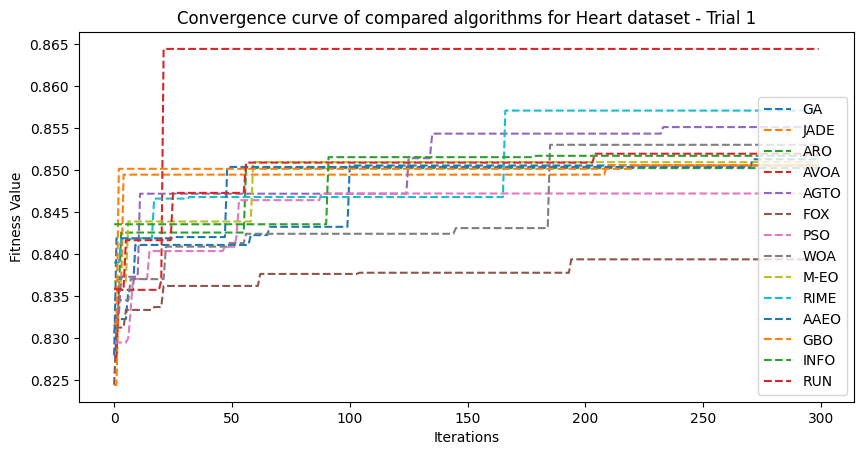 Convergence curve of compared algorithms for Heart dataset - Trial 1
Fitness Value
0.865
0.860
0.855
0.850
0.845
0.840
0.835
0.830
0.825
GA
JADE
ARO
AVOA
AGTO
FOX
PSO
WOA
M-EO
RIME
AAEO
GBO
INFO
RUN
0 50 100 150 200 250 300
Iterations